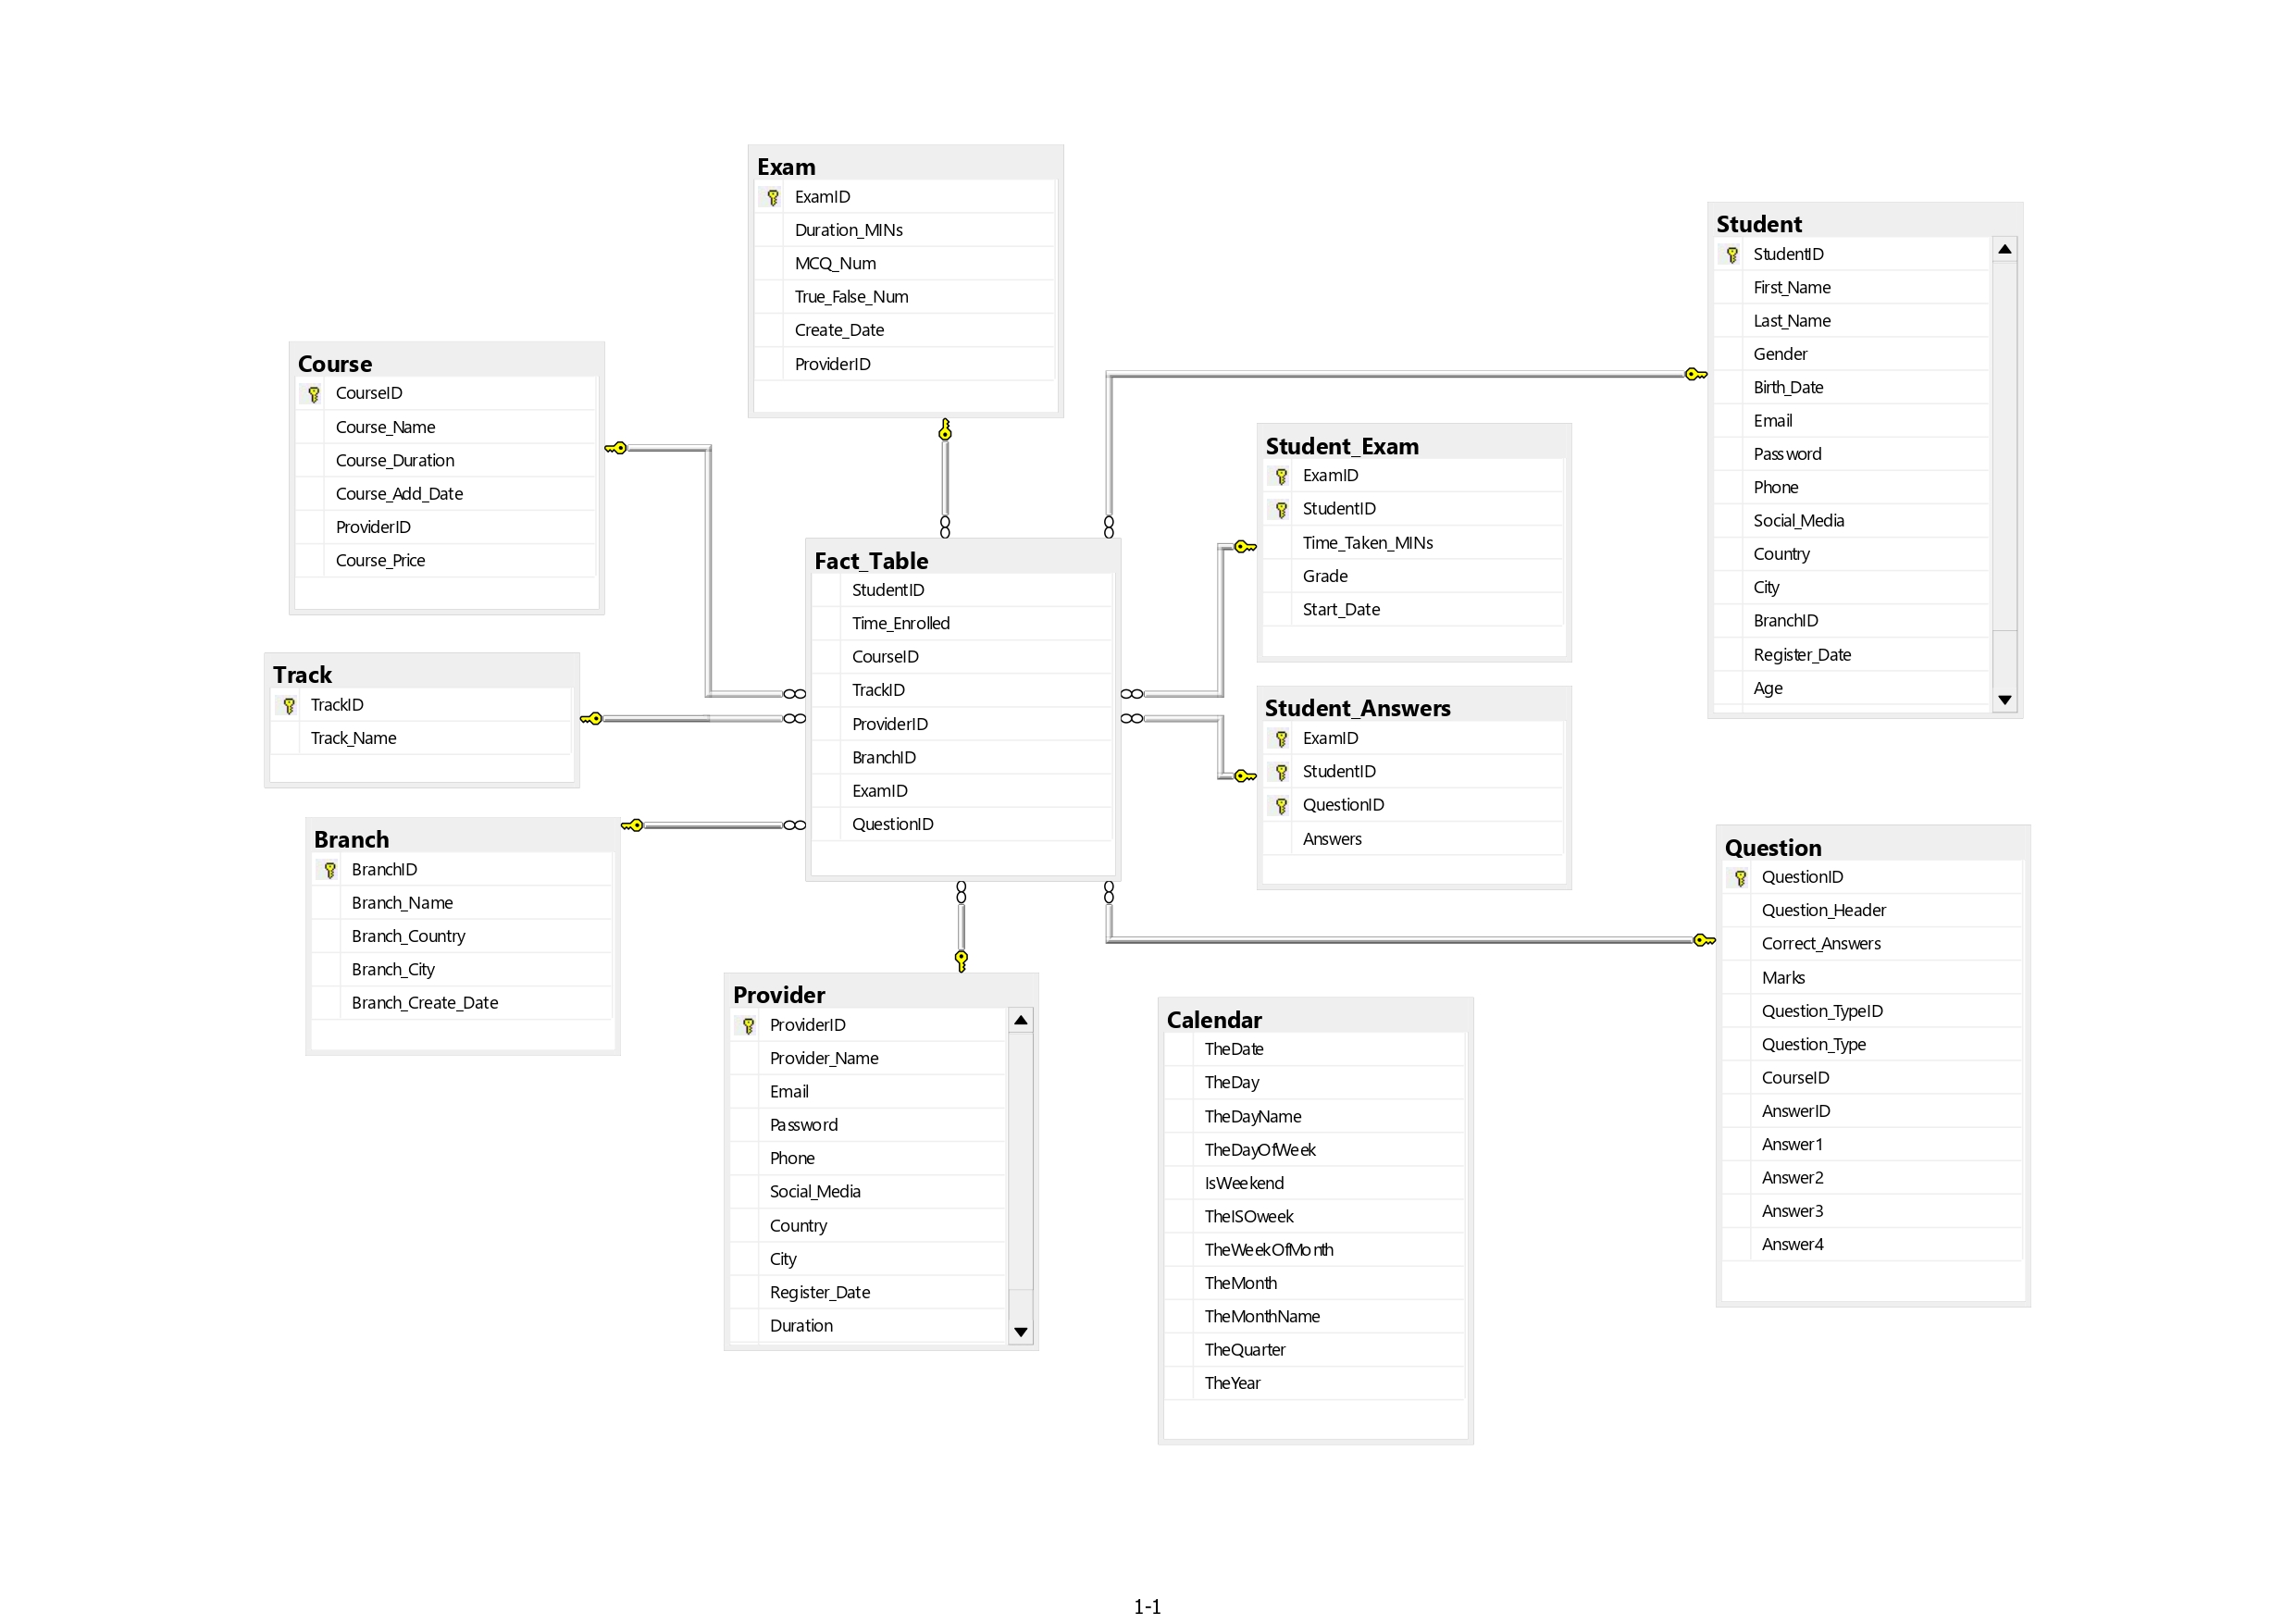 Exam
ExamID
Duration_MINs
MCQ_Num
True_False_Num
Create_Date
ProviderID
Student
StudentID
First_Name
Last_Name
Gender
Birth_Date
Email
Password
Phone
Social_Media
Country
City
BranchID
Register_Date
Age
Course
CourseID
Course_Name
Course_Duration
Course_Add_Date
ProviderID
Course_Price
Student_Exam
ExamID
StudentID
Time_Taken_MINs
Grade
Start_Date
Fact_Table
StudentID
Time_Enrolled
CourseID
TrackID
ProviderID
BranchID
ExamID
QuestionID
Track
TrackID
Track_Name
Student_Answers
ExamID
StudentID
QuestionID
Answers
Branch
BranchID
Branch_Name
Branch_Country
Branch_City
Branch_Create_Date
Question
QuestionID
Question_Header
Correct_Answers
Marks
Question_TypeID
Question_Type
CourseID
AnswerID
Answer1
Answer2
Answer3
Answer4
Provider
ProviderID
Provider_Name
Email
Password
Phone
Social_Media
Country
City
Register_Date
Duration
Calendar
TheDate
TheDay
TheDayName
TheDayOfWeek
IsWeekend
TheISOweek
TheWeekOfMonth
TheMonth
TheMonthName
TheQuarter
TheYear
1-1